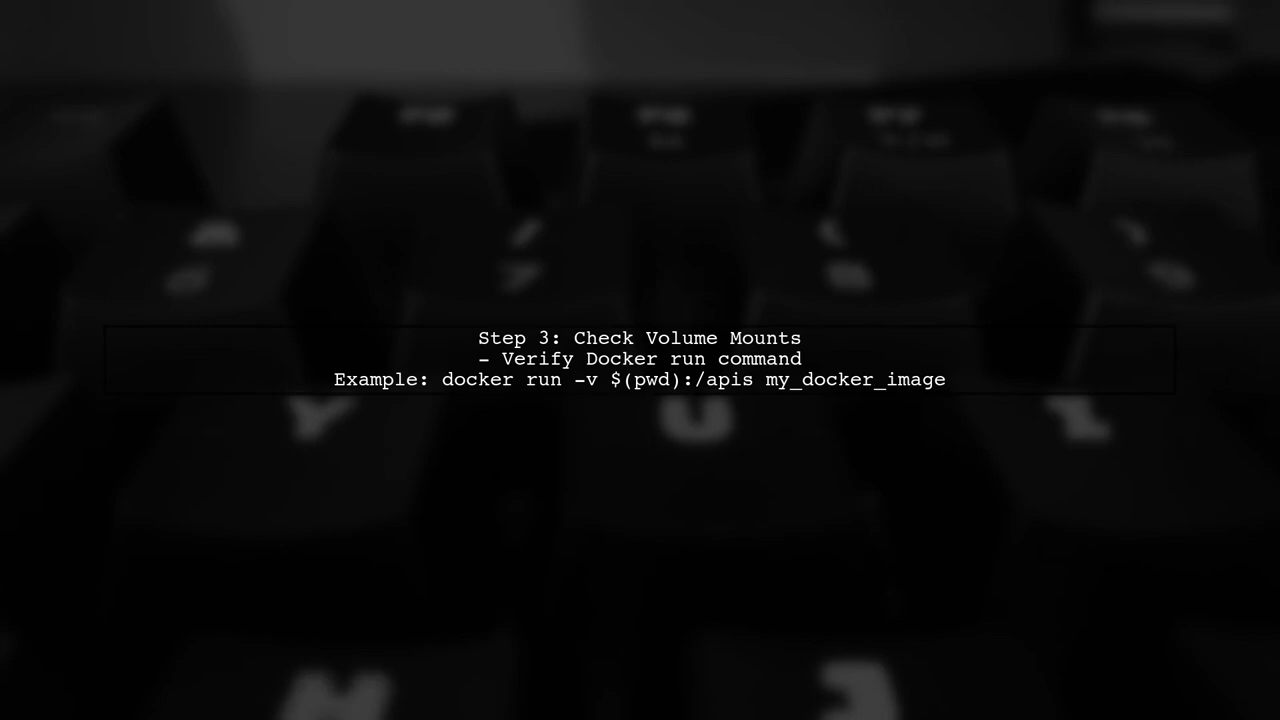 Step 3: Check Volume Mounts
- Verify Docker run command
Example: docker run -v $(pwd):/apis my_docker_image